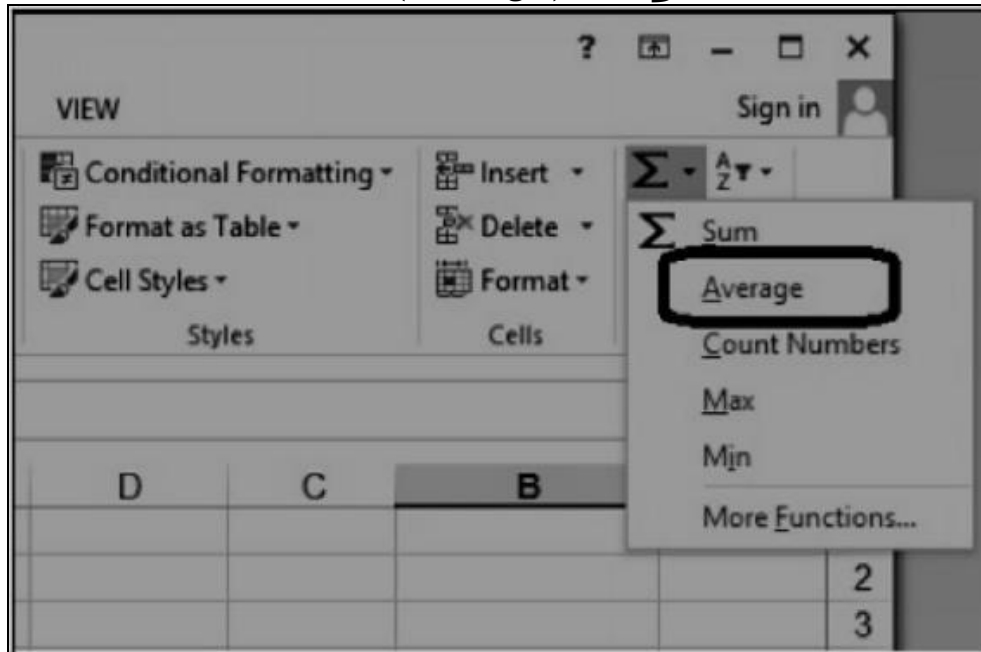 ?
VIEW
Sign in
Conditional Formatting
Insert
Format as Table
Delete
Cell Styles
Format
Styles
Cells
Σ
A
Z
Σ Sum
Average
Count Numbers
Max
Min
More Functions...
D C B
2
3